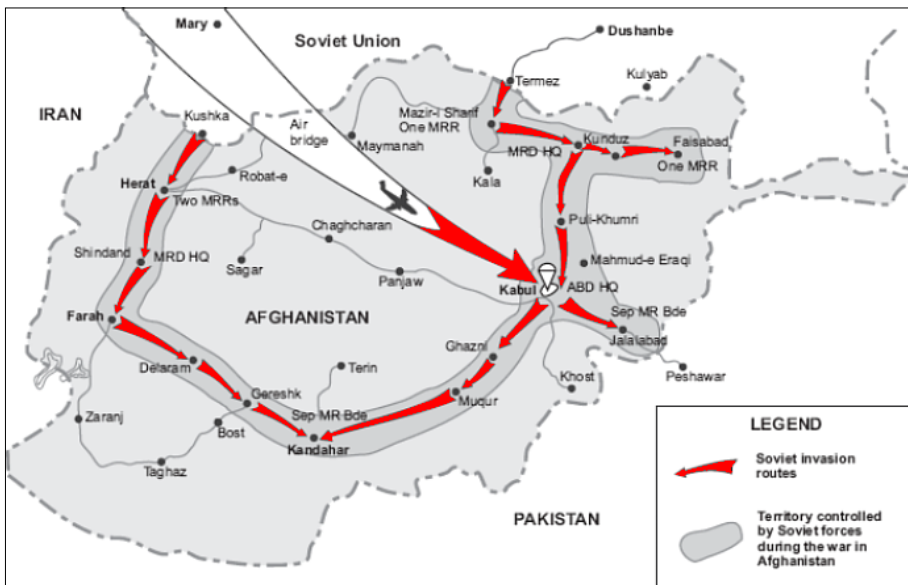 Mary
Soviet Union
Dushanbe
Termez
Kulyab
IRAN
Kushka
Air
bridge
Mazir-i Sharif
One MRR
Maymanah
MRD HQ
Kunduz
Faisabad
One MRR
Kala
Herat
Robat-e
Two MRRs
Chaghcharan
Puli-Khumri
Shindand
MRD HQ
Sagar
Panjaw
Mahmud-e Eraqi
Kabul
ABD HQ
Farah
AFGHANISTAN
Sep MR Bde
Jalalabad
Ghazni
Delaram
Terin
Khost
Peshawar
Gereshk
Muqur
Zaranj
Bost
Sep MR Bde
Kandahar
Taghaz
PAKISTAN
LEGEND
Soviet invasion
routes
Territory controlled
by Soviet forces
during the war in
Afghanistan